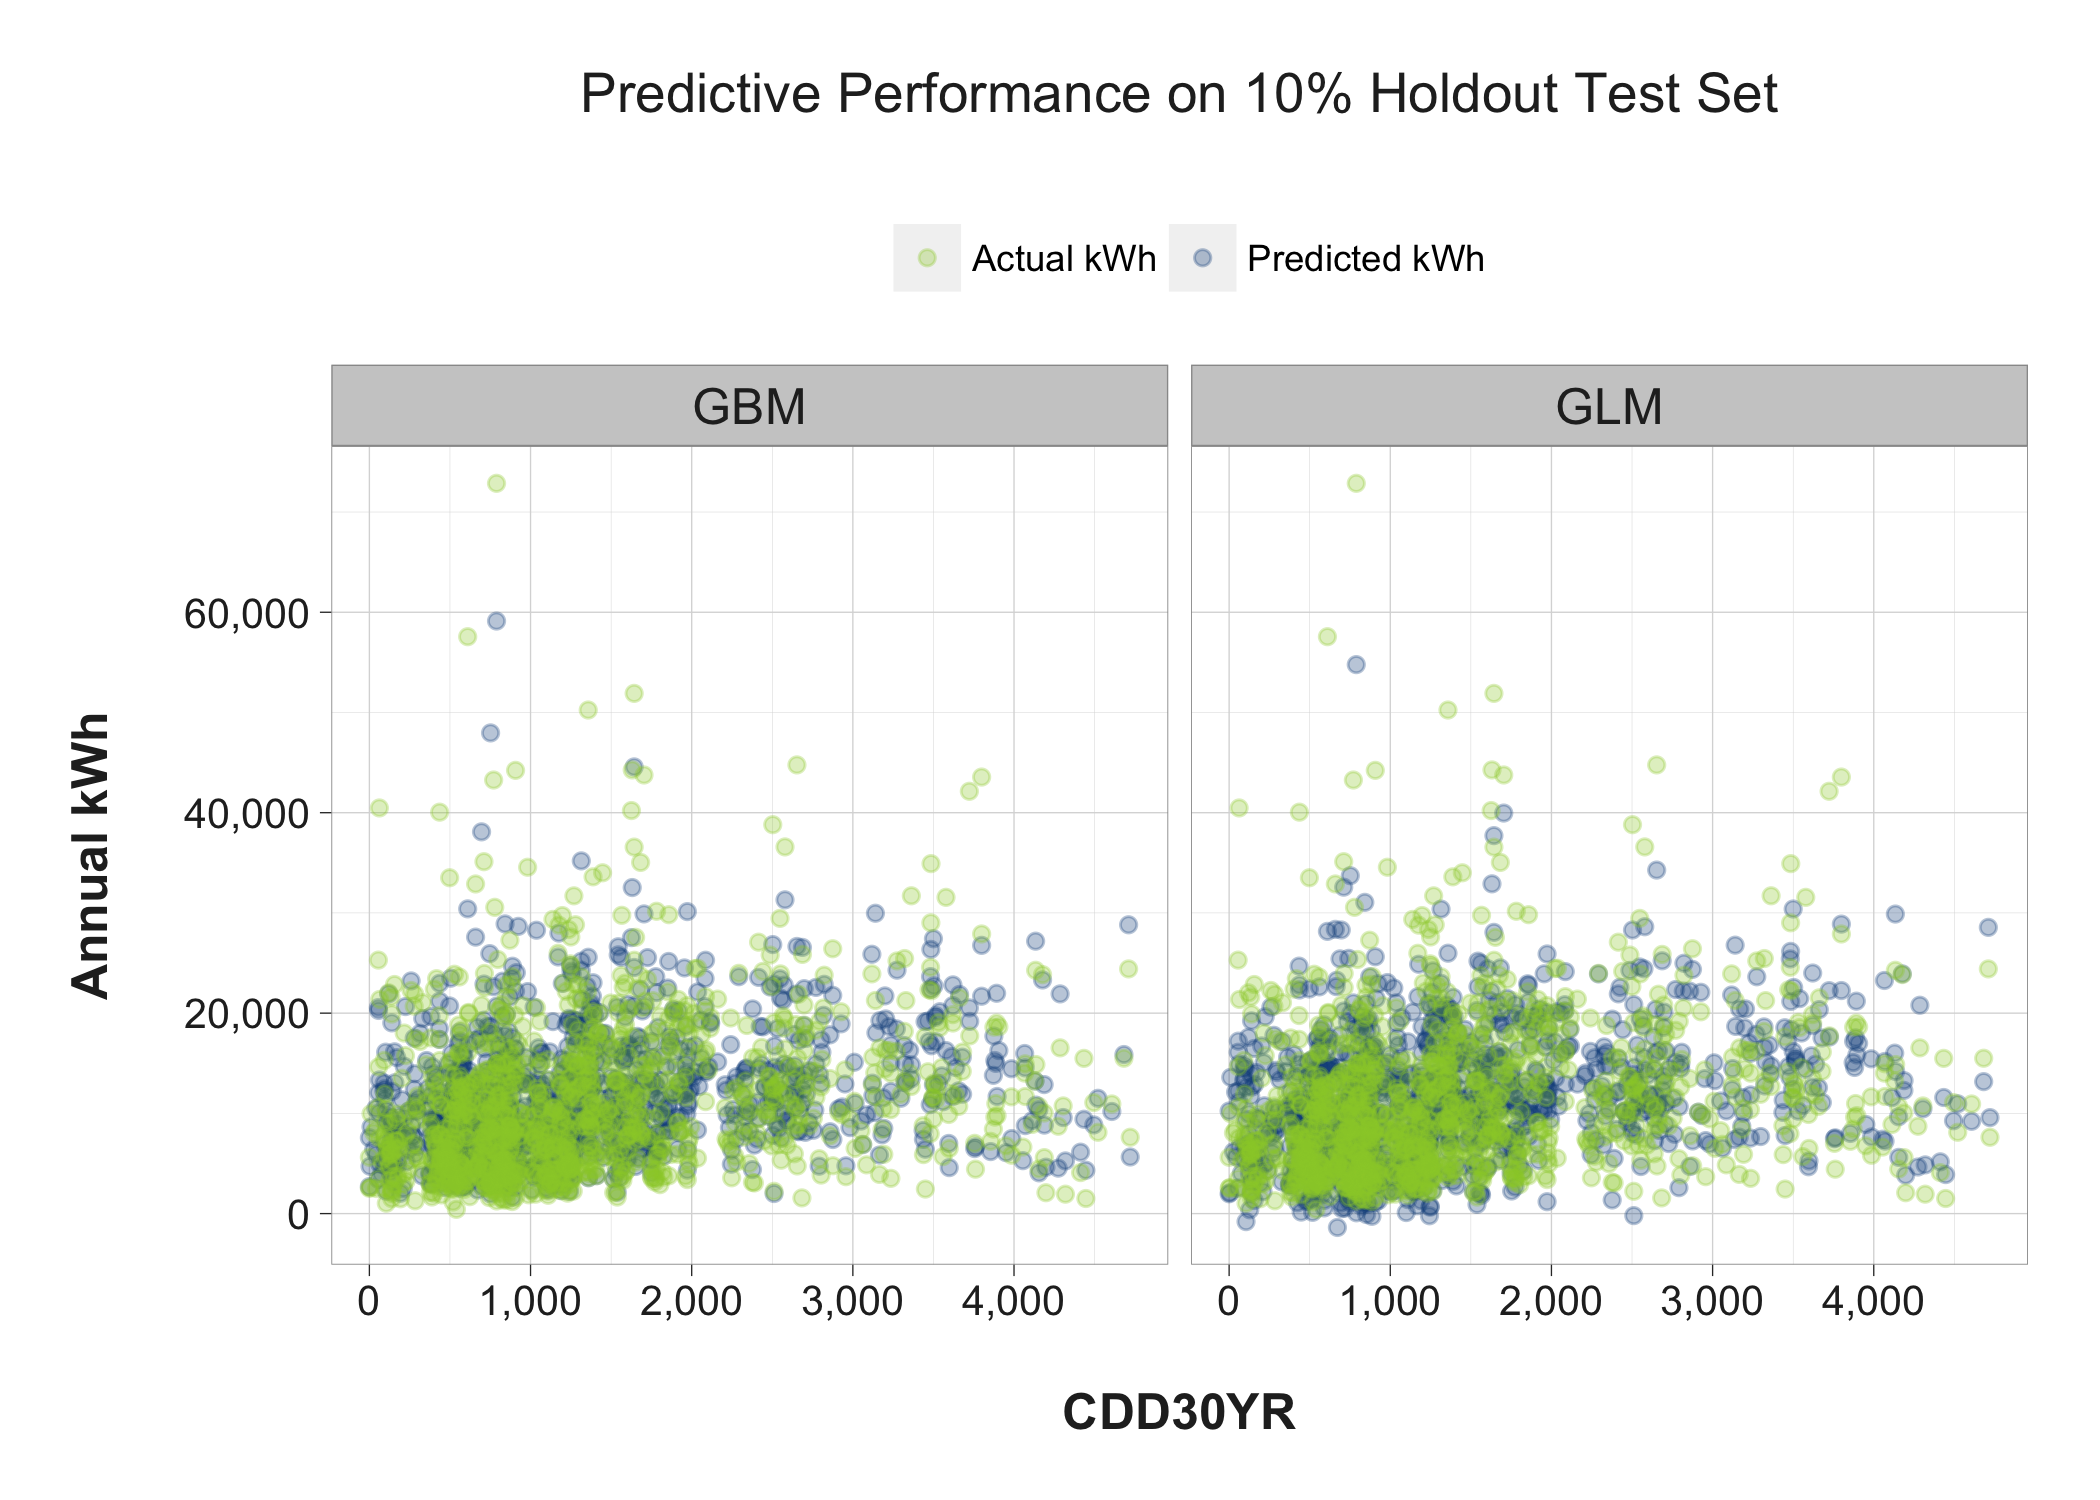 Predictive Performance on 10% Holdout Test Set
Actual kWh Predicted kWh
GBM GLM
Annual kWh
60,000
40,000
20,000
0
0 1,000 2,000 3,000 4,000 0 1,000 2,000 3,000 4,000
CDD30YR